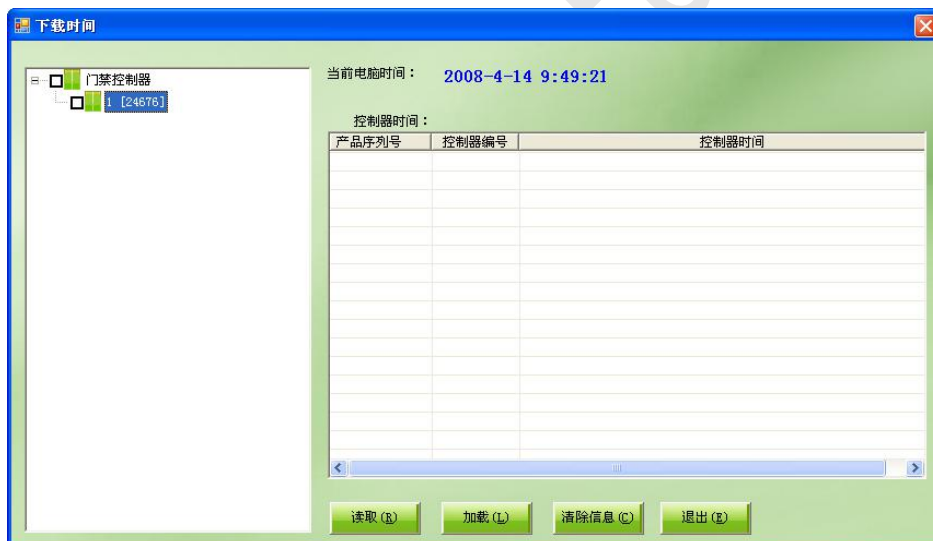 下载时间
门禁控制器
1 [24676]
当前电脑时间：
2008-4-14 9:49:21
控制器时间：
产品序列号 控制器编号 控制器时间
读取(R) 加载(L) 清除信息(C) 退出(E)